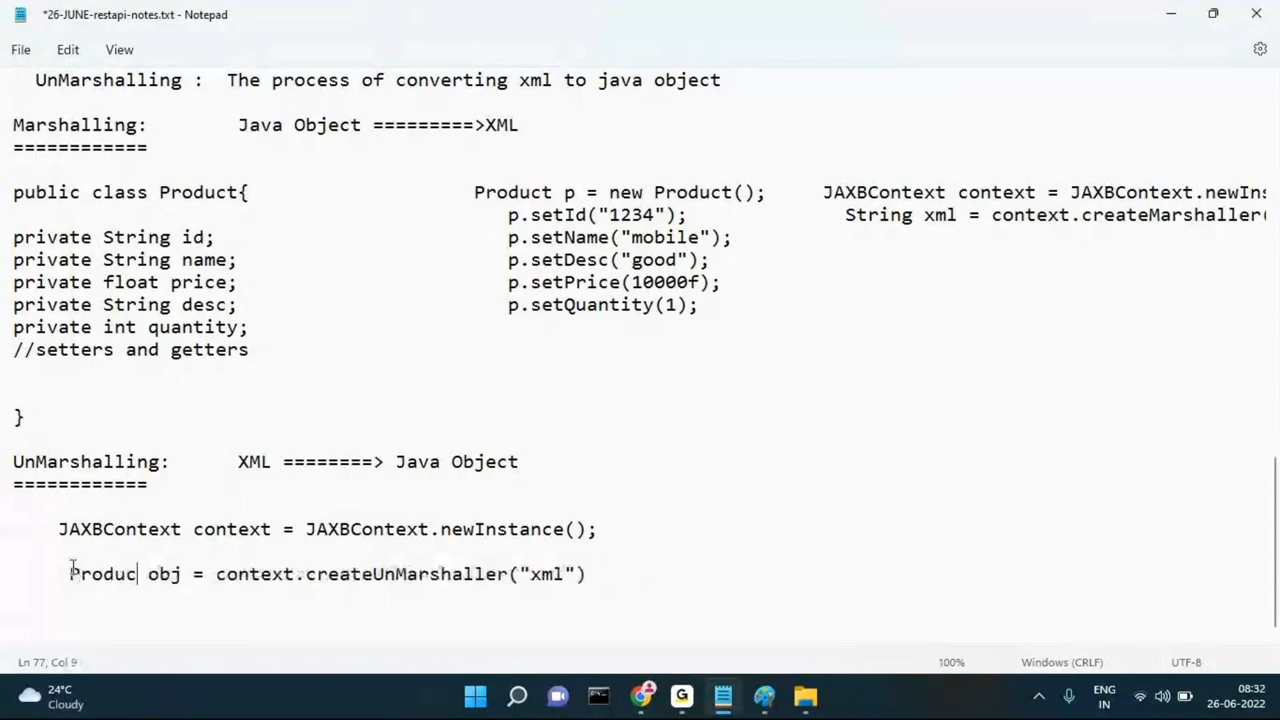 *26-JUNE-restapi-notes.txt - Notepad
File Edit View
UnMarshalling : The process of converting xml to java object
Marshalling: Java Object =========>XML
============
public class Product{ Product p = new Product(); JAXBContext context = JAXBContext.newIns
p.setId("1234"); String xml = context.createMarshaller(
private String id; p.setName("mobile");
private String name; p.setDesc("good");
private float price; p.setPrice(10000f);
private String desc; p.setQuantity(1);
private int quantity;
//setters and getters
}
UnMarshalling: XML ========> Java Object
============
JAXBContext context = JAXBContext.newInstance();
Produc obj = context.createUnMarshaller("xml")
Ln 77, Col 9 100% Windows (CRLF) UTF-8
24°C
Cloudy
G
ENG
IN
08:32
26-06-2022